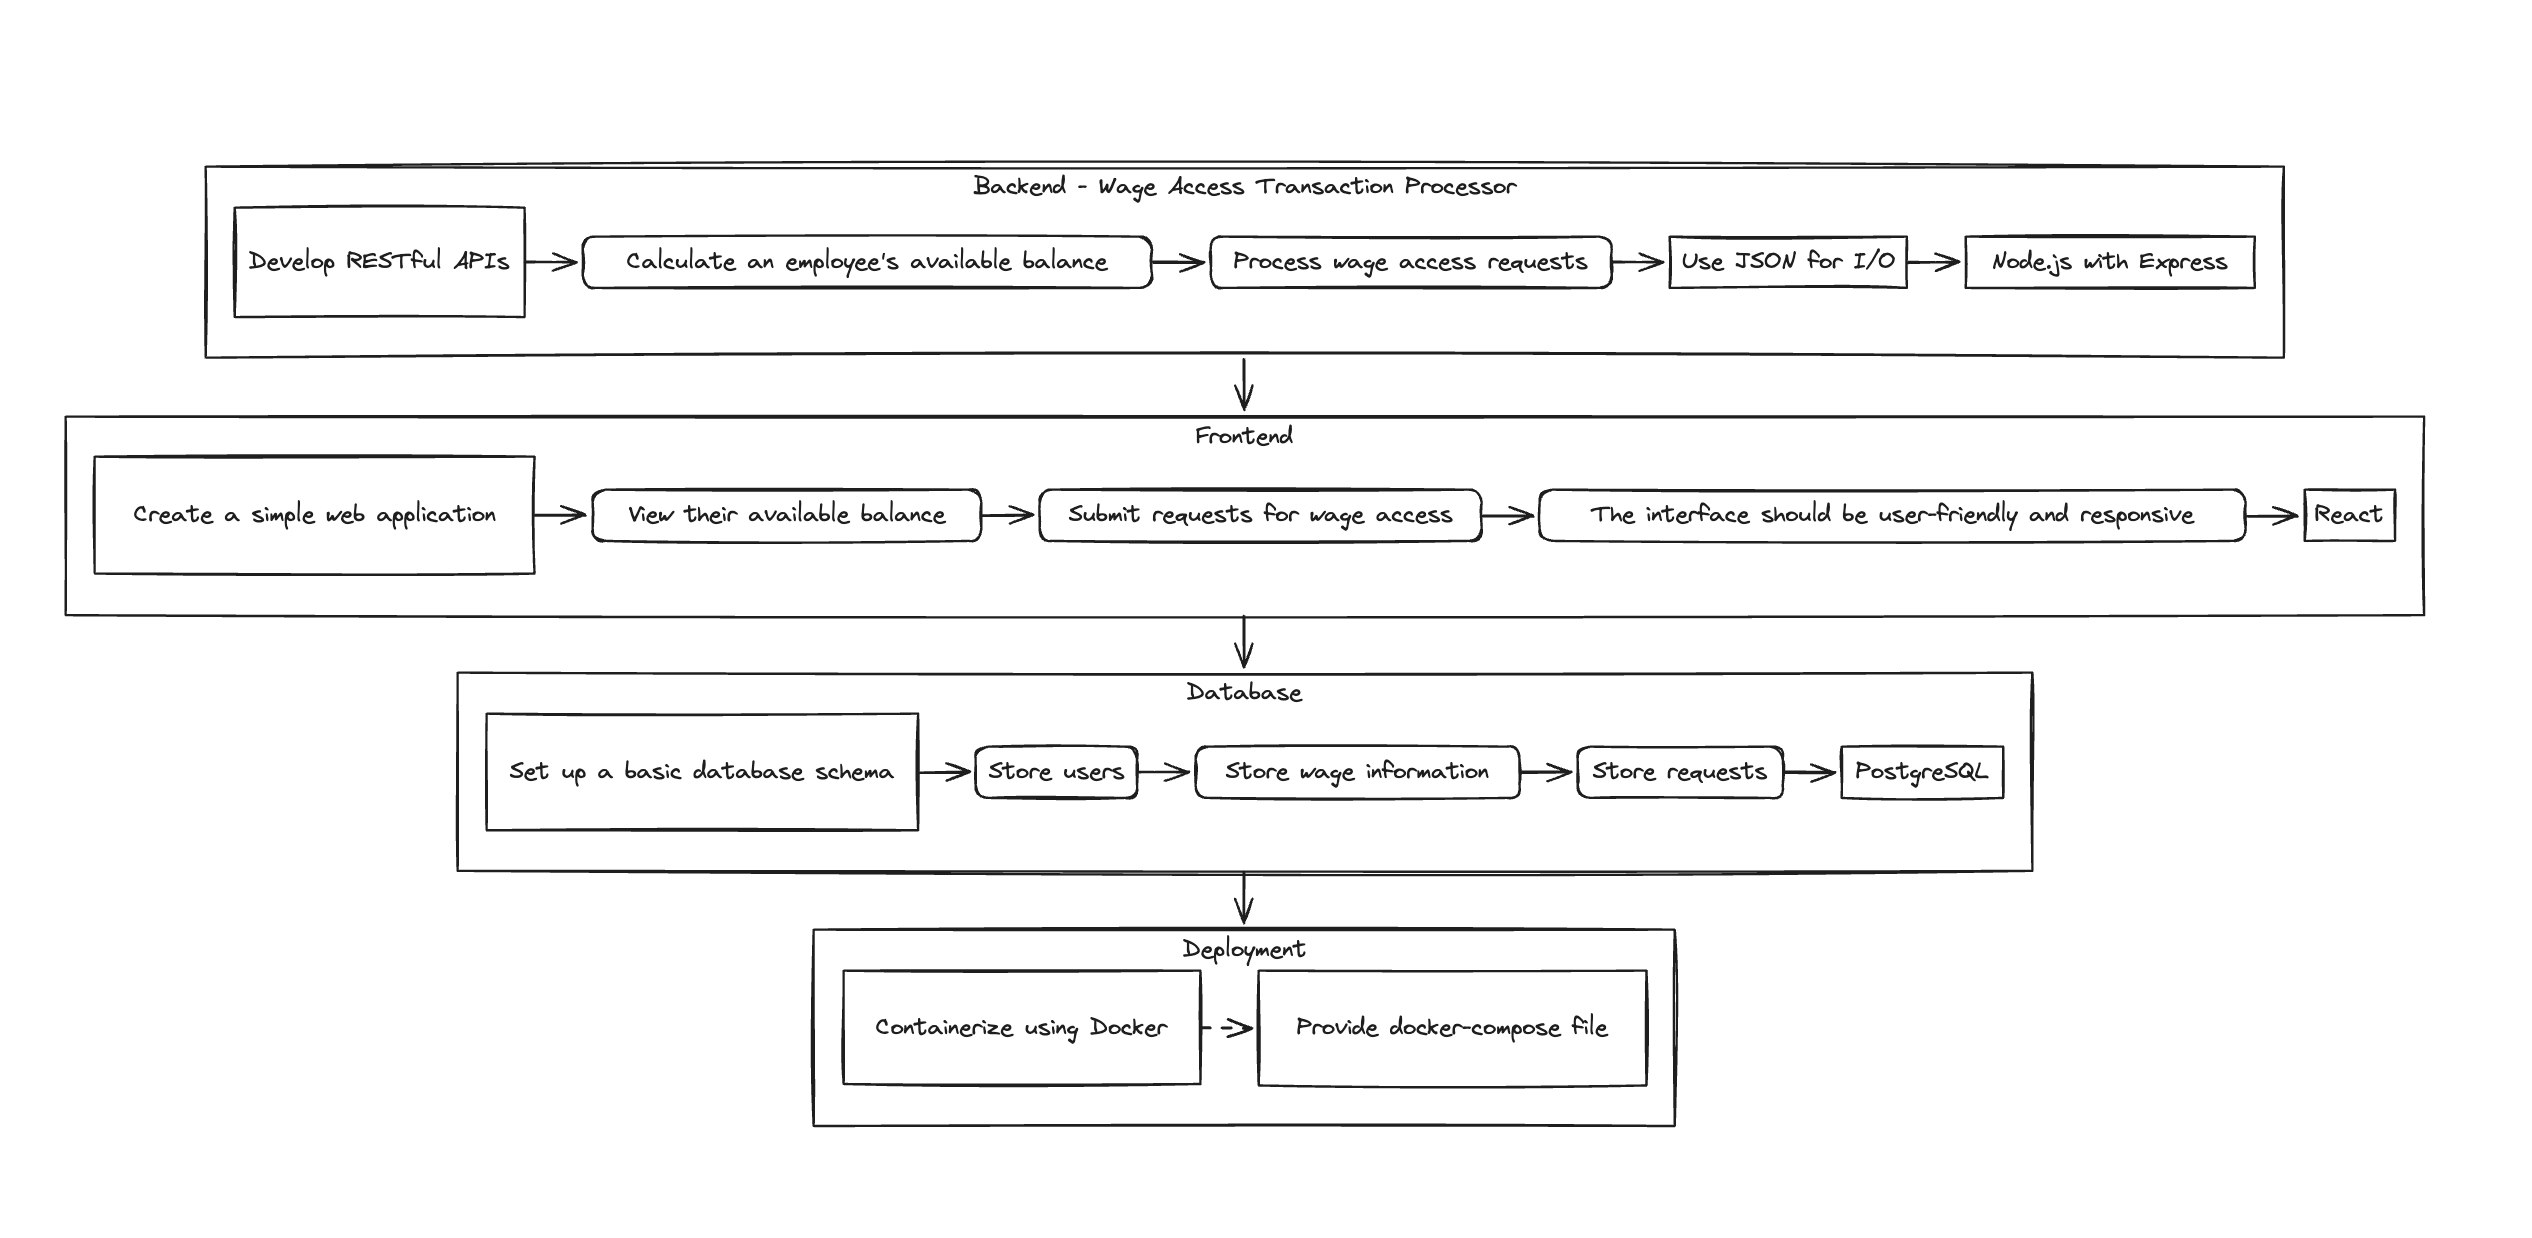 Backend - Wage Access Transaction Processor
Develop RESTful APIs
Calculate an employee's available balance
Process wage access requests
Use JSON for I/O
Node.js with Express
Frontend
Create a simple web application
View their available balance
Submit requests for wage access
The interface should be user-friendly and responsive
React
Database
Set up a basic database schema
Store users
Store wage information
Store requests
PostgreSQL
Deployment
Containerize using Docker
Provide docker-compose file